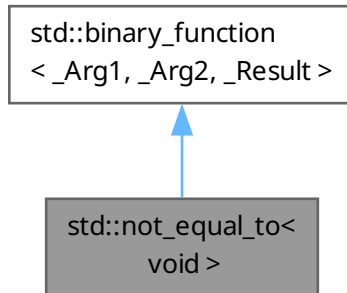 std::binary_function
< _Arg1, _Arg2, _Result >
std::not_equal_to<
void >